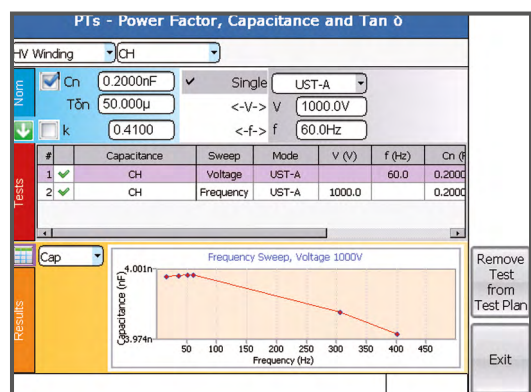 PTs - Power Factor, Capacitance and Tan δ
HV Winding CH
Nom
Cn 0.2000nF Single UST-A
Tδn 50.000µ <-V-> V 1000.0V
k 0.4100 <-f-> f 60.0Hz
Tests
# Capacitance Sweep Mode V (V) f (Hz) Cn (F
1 CH Voltage UST-A 60.0 0.2000
2 CH Frequency UST-A 1000.0 0.2000
Cap
Results
Frequency Sweep, Voltage 1000V
4.001n
Capacitance (nF)
3.974n
50 100 150 200 250 300 350 400 450
Frequency (Hz)
Remove
Test
from
Test Plan
Exit